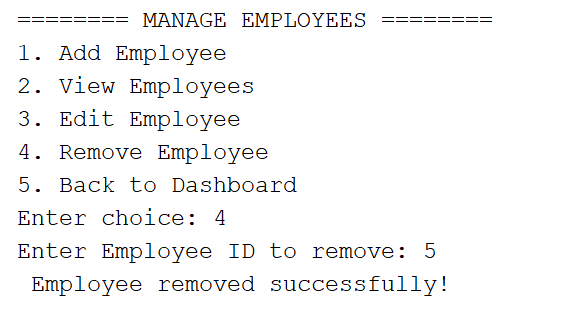 ======== MANAGE EMPLOYEES ========
1. Add Employee
2. View Employees
3. Edit Employee
4. Remove Employee
5. Back to Dashboard
Enter choice: 4
Enter Employee ID to remove: 5
 Employee removed successfully!